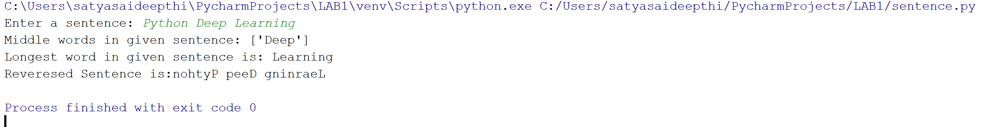 C:\Users\satyasaideepthi\PycharmProjects\LAB1\venv\Scripts\python.exe C:/Users/satyasaideepthi/PycharmProjects/LAB1/sentence.py
Enter a sentence: Python Deep Learning
Middle words in given sentence: ['Deep']
Longest word in given sentence is: Learning
Reveresed Sentence is:nohtyP peeD gninraeL
Process finished with exit code 0